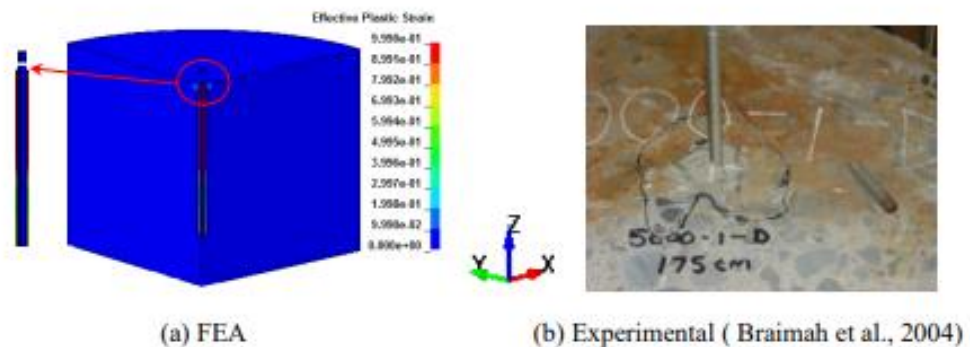 Effective Plastic Strain
9.990e-01
8.991e-01
7.992e-01
6.993e-01
5.994e-01
4.995e-01
3.996e-01
2.997e-01
1.998e-01
9.990e-02
0.000e+00
Z
Y
X
5000-1-D
175 cm
(a) FEA
(b) Experimental ( Braimah et al., 2004)